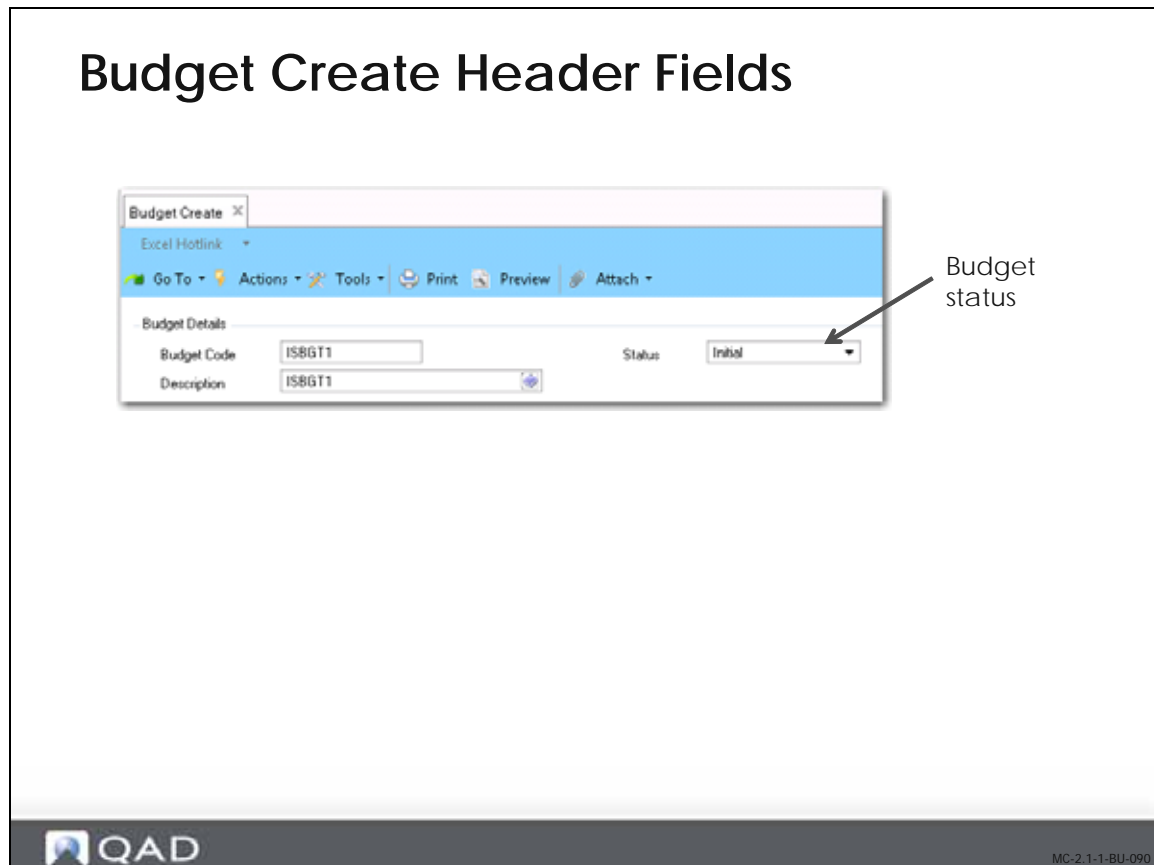 Budget Create Header Fields
Budget Create
Excel Hotlink
Go To Actions Tools Print Preview Attach
Budget Details
Budget Code ISBGT1 Status Initial
Description ISBGT1
Budget
status
QAD
MC-2.1-1-BU-090